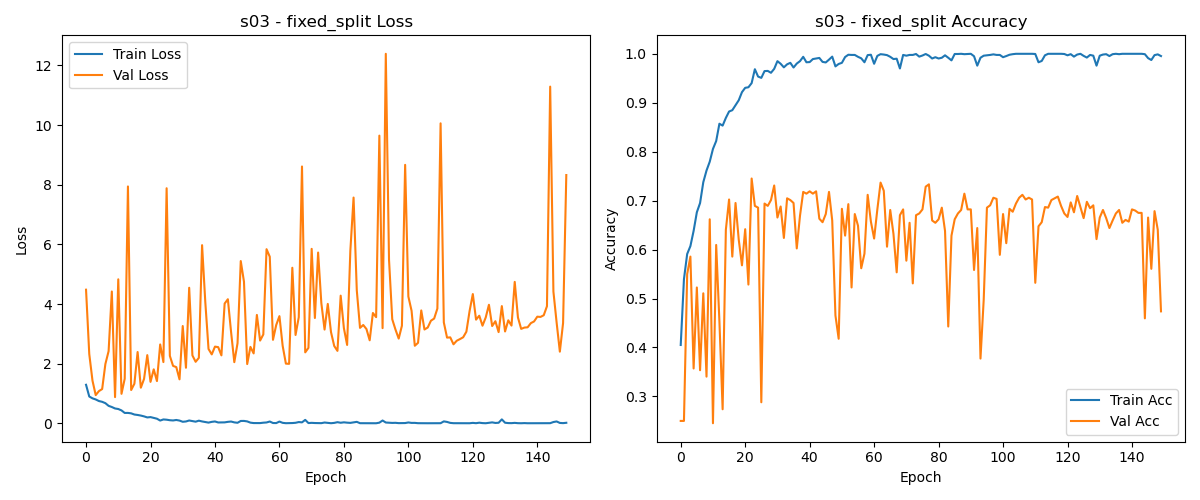 s03 - fixed_split Loss
Train Loss
Val Loss
Loss
12
10
8
6
4
2
0
0 20 40 60 80 100 120 140
Epoch
s03 - fixed_split Accuracy
Accuracy
1.0
0.9
0.8
0.7
0.6
0.5
0.4
0.3
Train Acc
Val Acc
0 20 40 60 80 100 120 140
Epoch